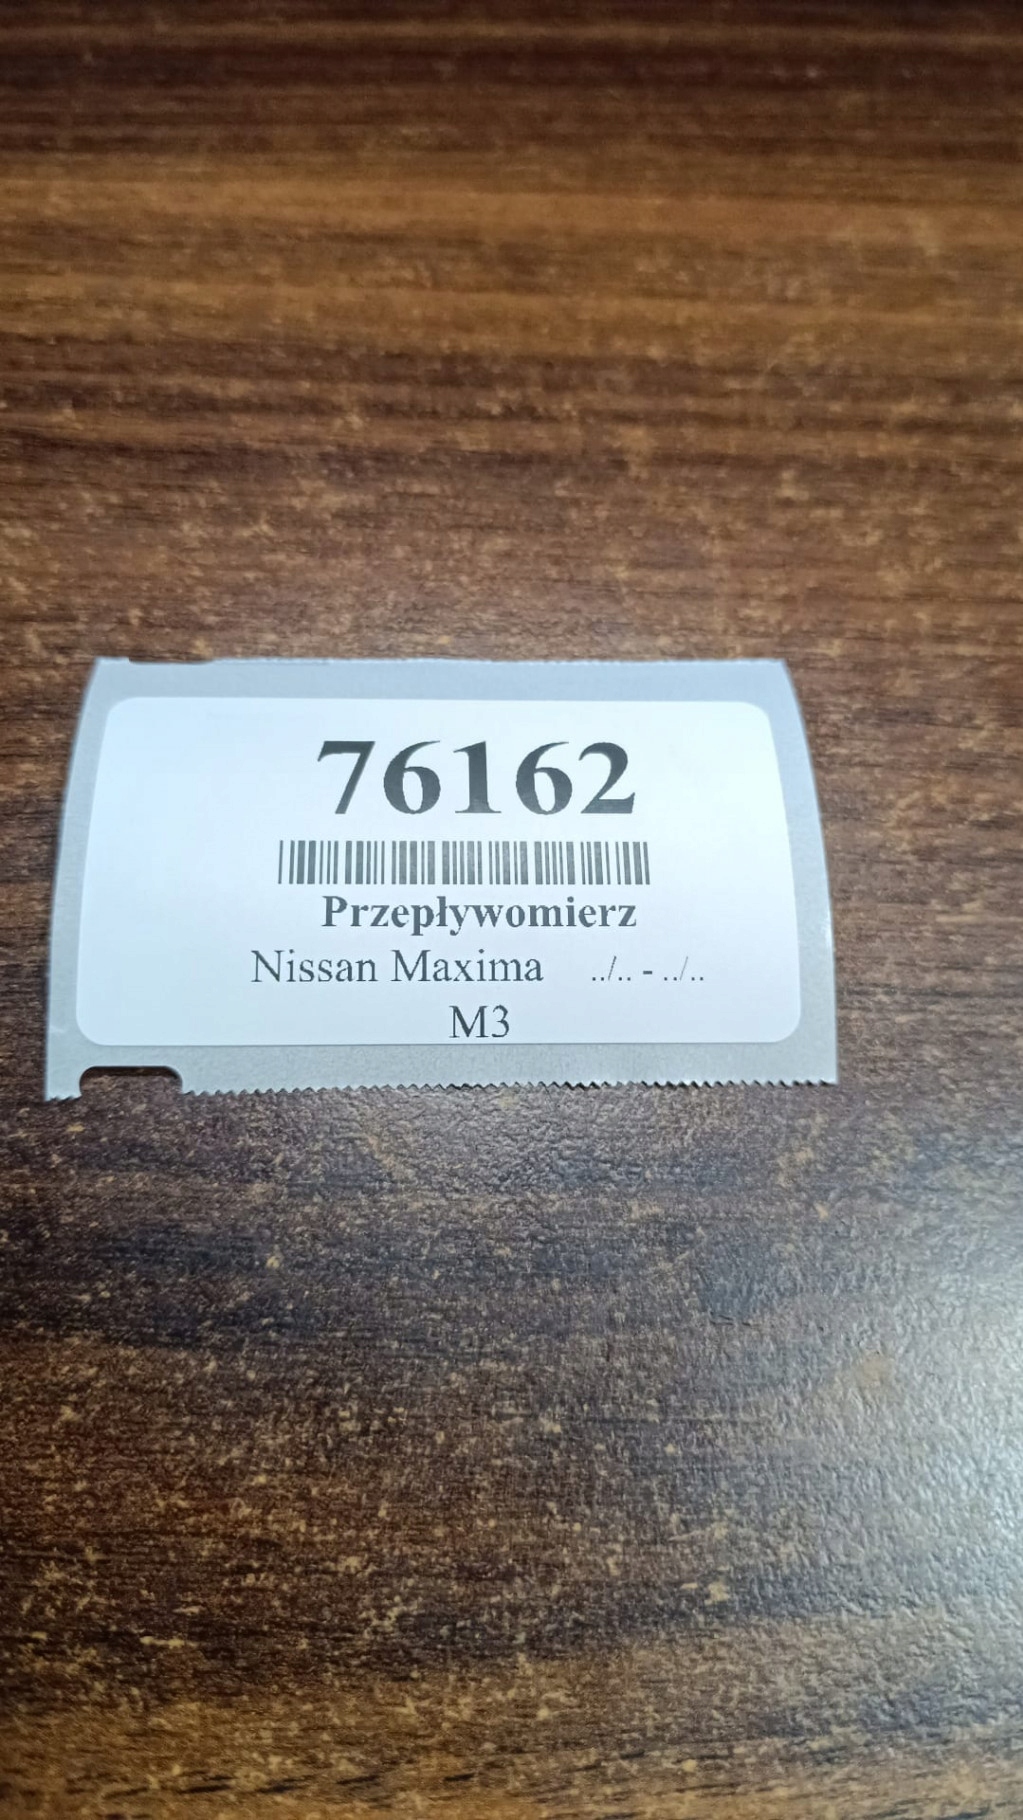 76162
Przepływomierz
Nissan Maxima ../.. - ../..
M3